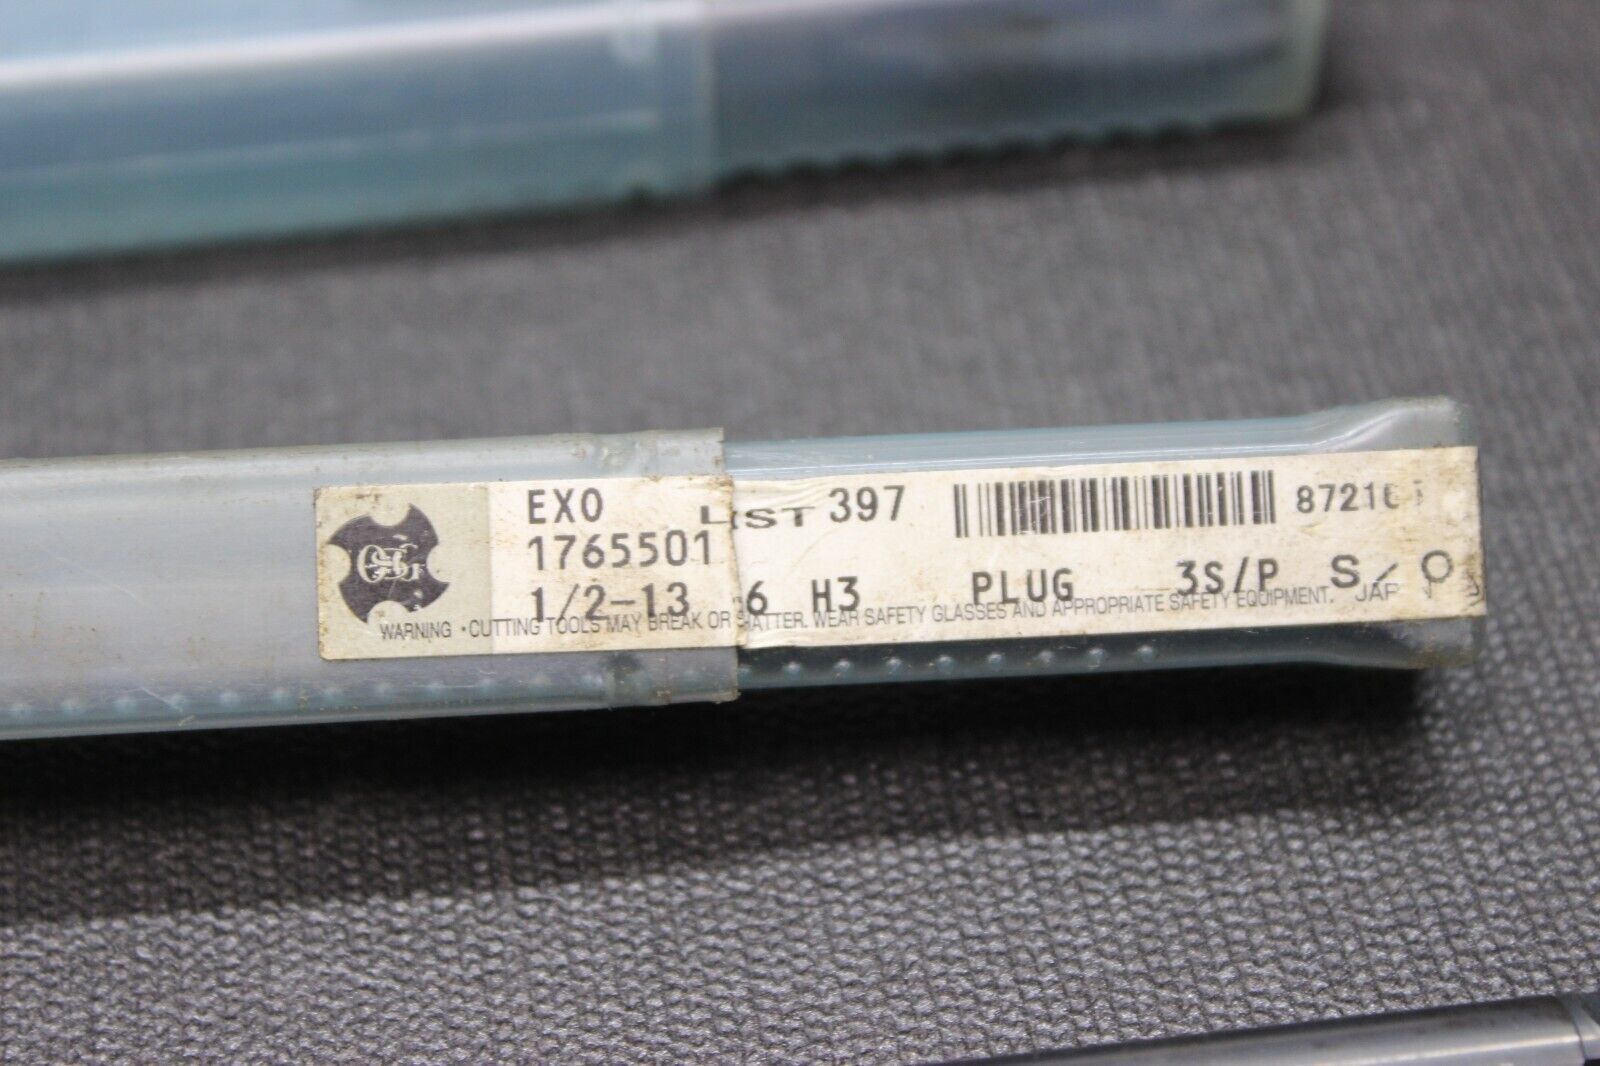 EXO LIST 397
1765501
1/2-13 6 H3 PLUG 3S/P S/O
WARNING • CUTTING TOOLS MAY BREAK OR SHATTER. WEAR SAFETY GLASSES AND APPROPRIATE SAFETY EQUIPMENT.
OSG